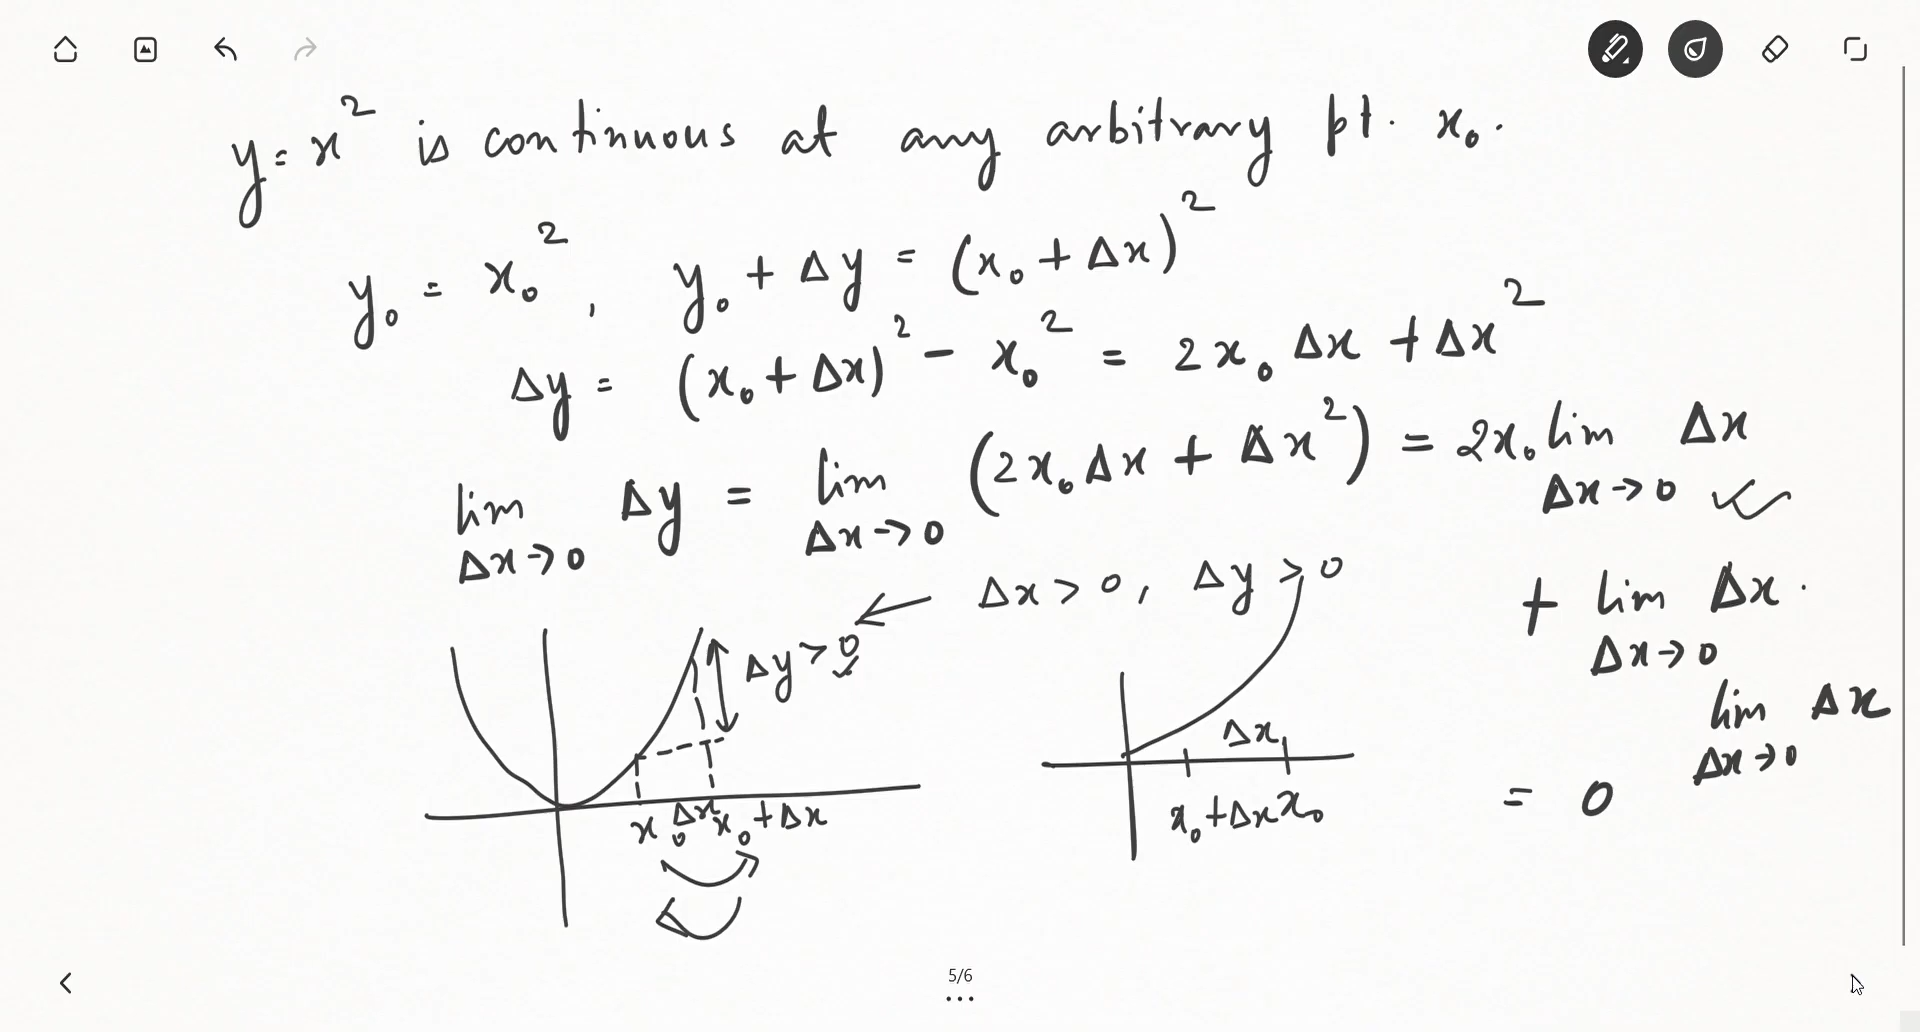 y = x² is continuous at any arbitrary pt. x₀.
y₀ = x₀² , y₀ + Δy = (x₀ + Δx)²
Δy = (x₀ + Δx)² - x₀² = 2x₀ Δx + Δx²
lim Δx→0 Δy = lim Δx→0 (2x₀Δx + Δx²) = 2x₀ lim Δx→0 Δx ✓
+ lim Δx→0 Δx · lim Δx→0 Δx
= 0
Δx > 0, Δy > 0
Δy > 0
x₀ Δx x₀ + Δx
Δx
x₀ + Δx x₀
5/6